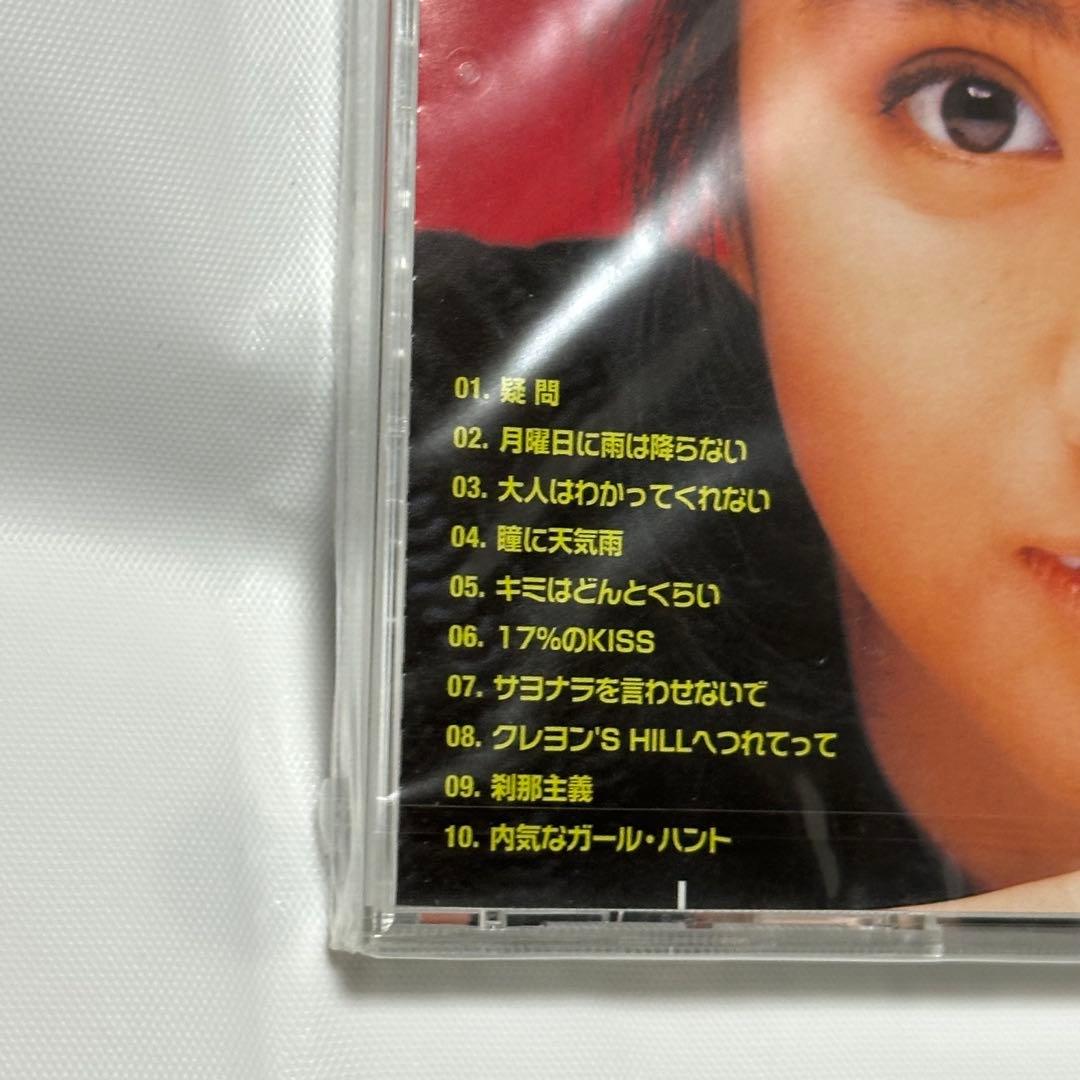 01. 疑問
02. 月曜日に雨は降らない
03. 大人はわかってくれない
04. 瞳に天気雨
05. キミはどんとくらい
06. 17%のKISS
07. サヨナラを言わせないで
08. クレヨン'S HILLへつれてって
09. 刹那主義
10. 内気なガール・ハント